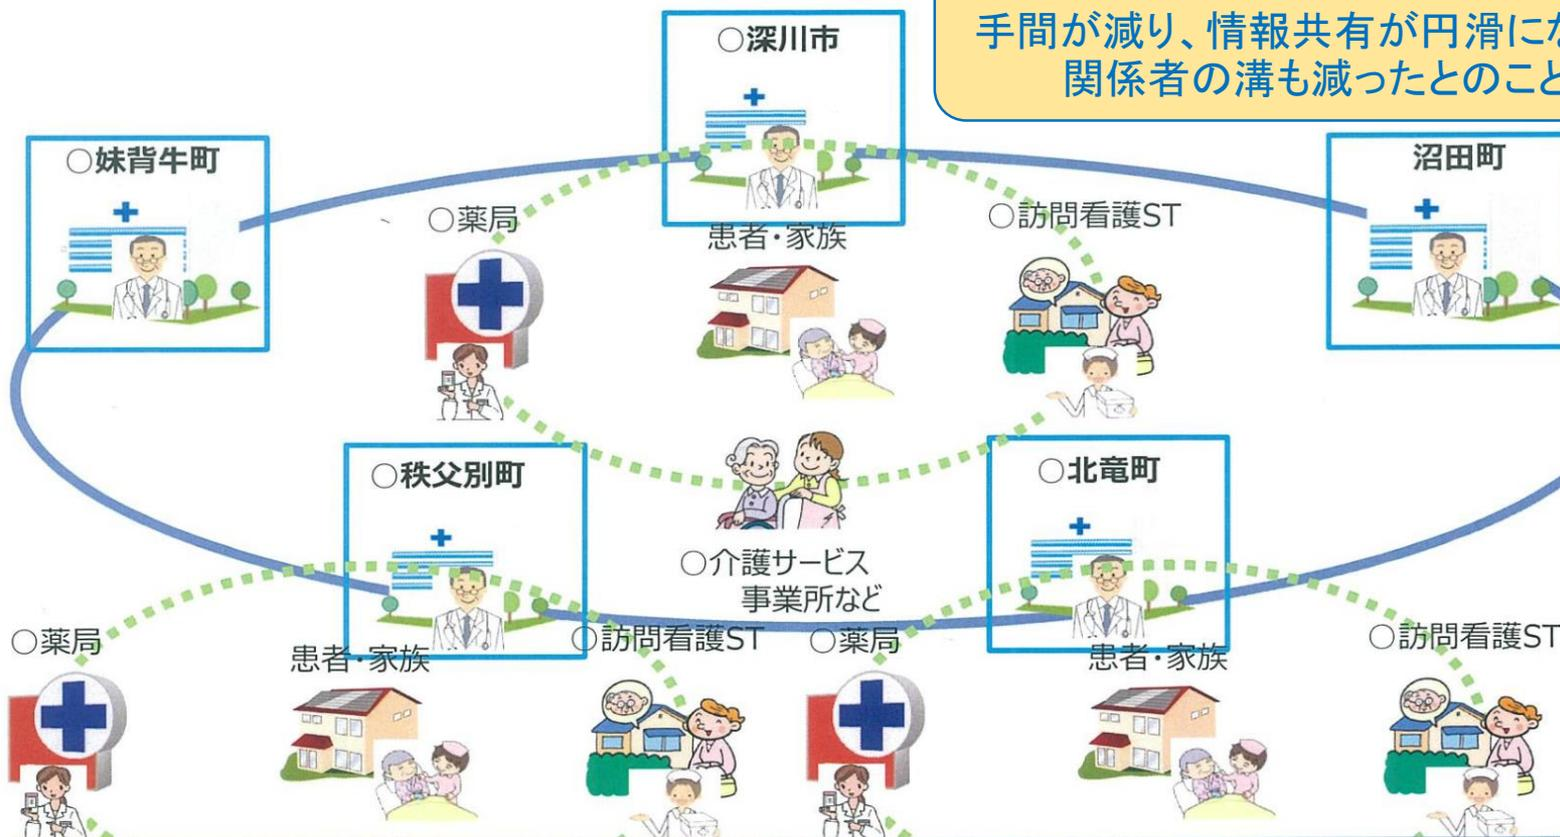 手間が減り、情報共有が円滑にな
関係者の溝も減ったとのこと
○深川市
○妹背牛町
沼田町
○薬局
患者・家族
○訪問看護ST
○秩父別町
○北竜町
○介護サービス
事業所など
○薬局
患者・家族
○訪問看護ST
○薬局
患者・家族
○訪問看護ST